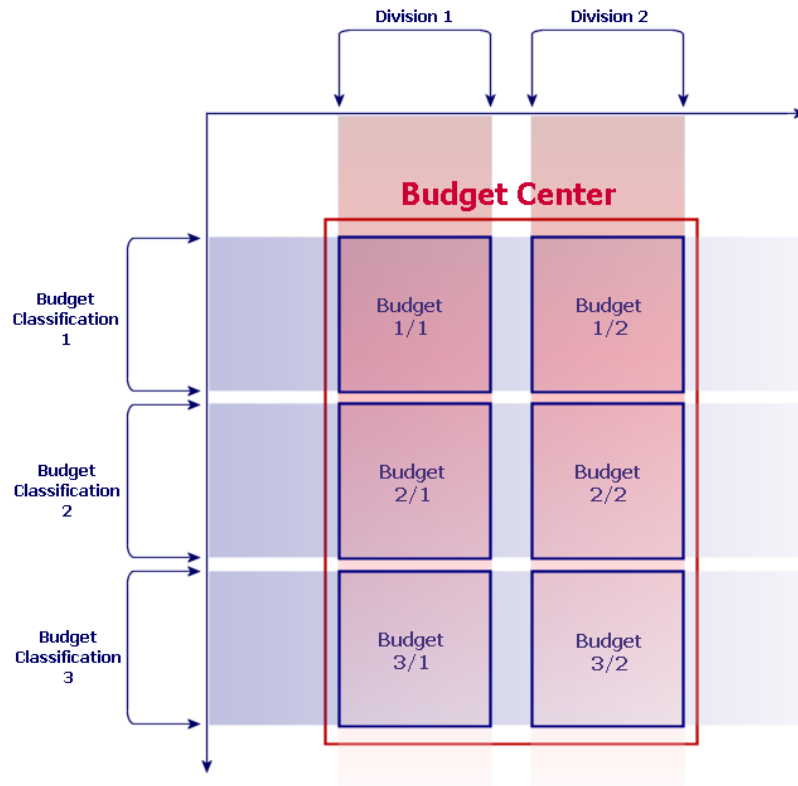 Division 1
Division 2
Budget Center
Budget
Classification
1
Budget
1/1
Budget
1/2
Budget
Classification
2
Budget
2/1
Budget
2/2
Budget
Classification
3
Budget
3/1
Budget
3/2